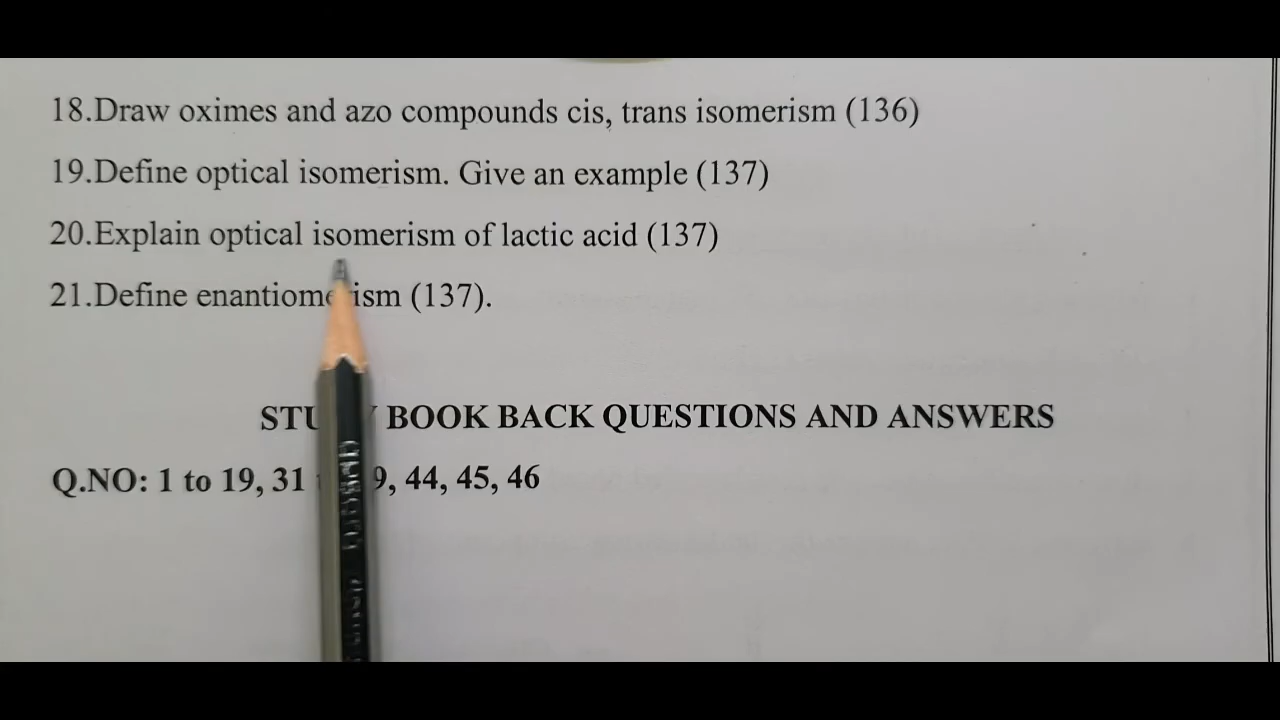 18.Draw oximes and azo compounds cis, trans isomerism (136)
19.Define optical isomerism. Give an example (137)
20.Explain optical isomerism of lactic acid (137)
21.Define (137).
BOOK BACK QUESTIONS AND ANSWERS
Q.NO: 1 to 19, 31 9, 44, 45, 46